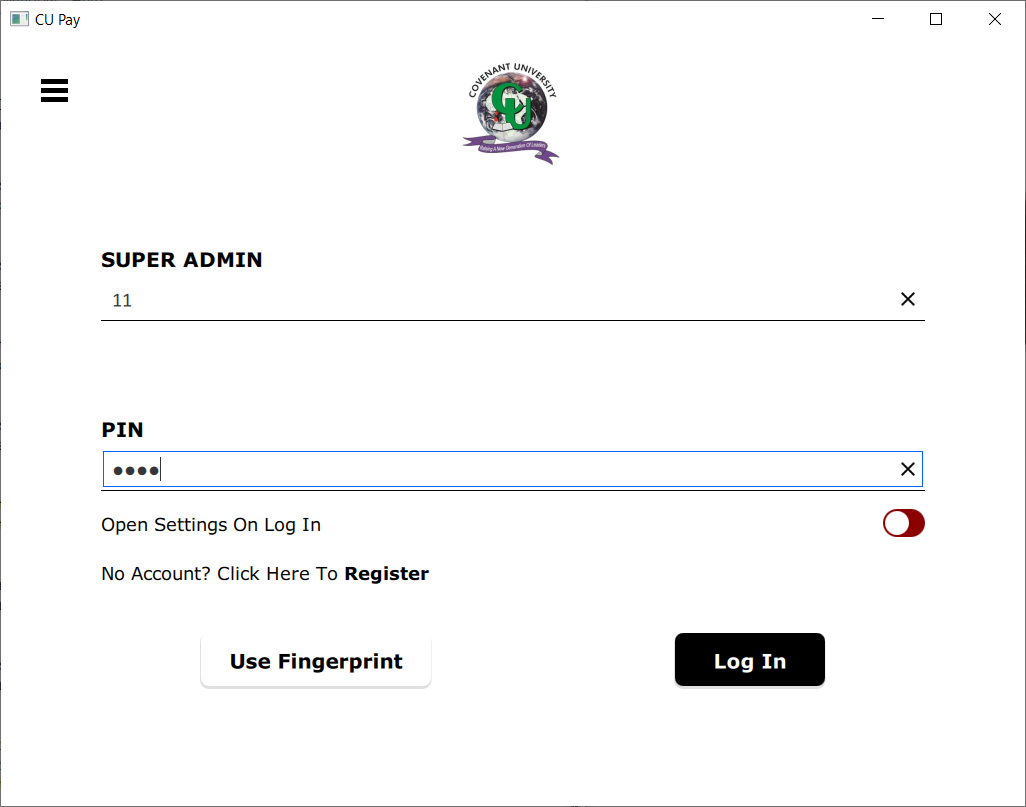 CU Pay
COVENANT UNIVERSITY
CU
Raising A New Generation Of Leaders
SUPER ADMIN
11
PIN
●●●●
Open Settings On Log In
No Account? Click Here To Register
Use Fingerprint
Log In